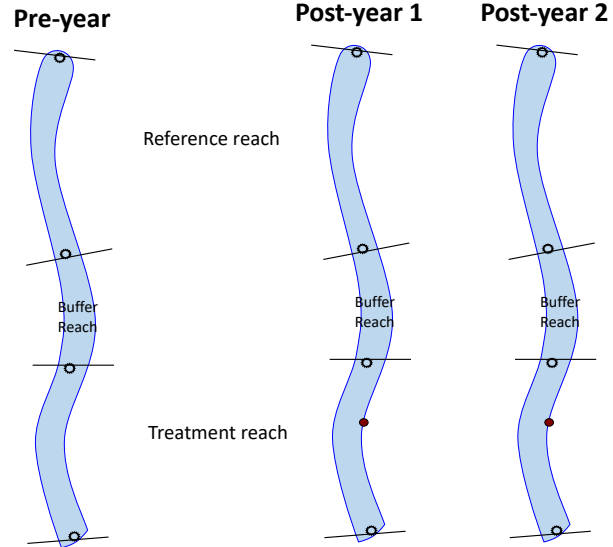 Pre-year
Post-year 1
Post-year 2
Reference reach
Buffer
Reach
Buffer
Reach
Buffer
Reach
Treatment reach